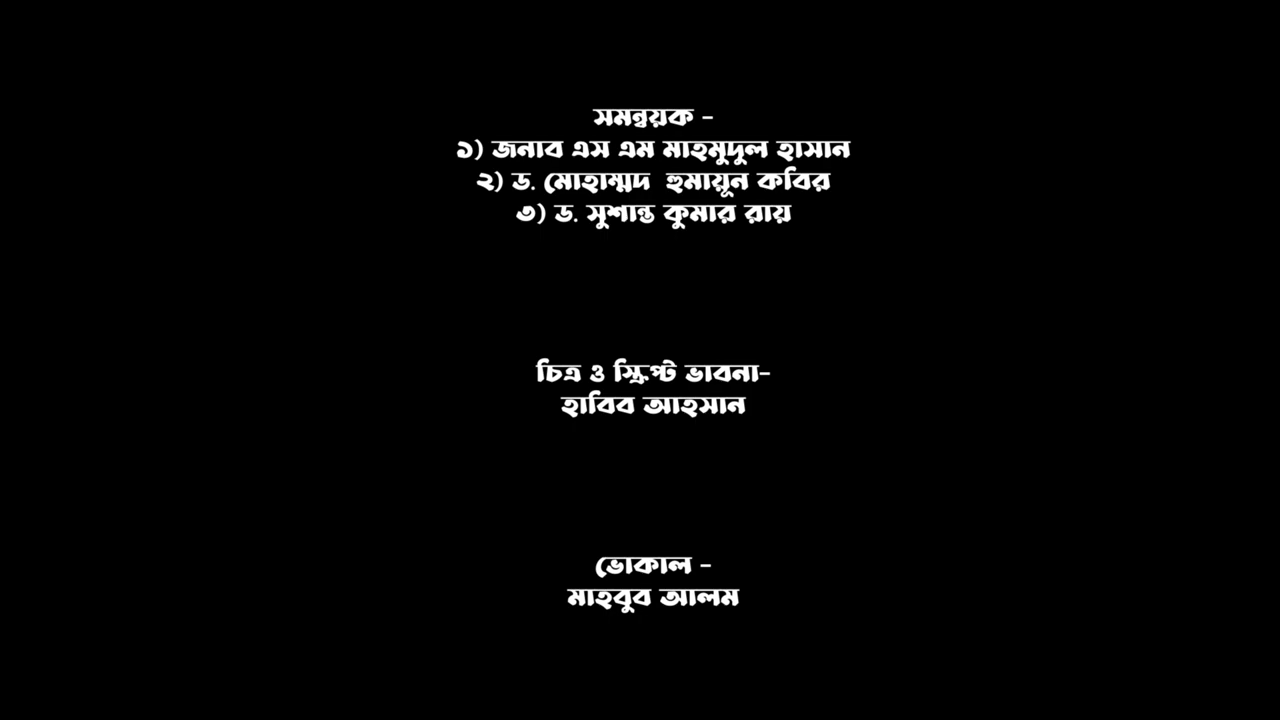 সমন্বয়ক -
১) জনাব এস এম মাহমুদুল হাসান
২) ড. মোহাম্মদ হুমায়ূন কবির
৩) ড. সুশান্ত কুমার রায়
চিত্র ও স্ক্রিপ্ট ভাবনা-
হাবিব আহসান
ভোকাল -
মাহবুব আলম